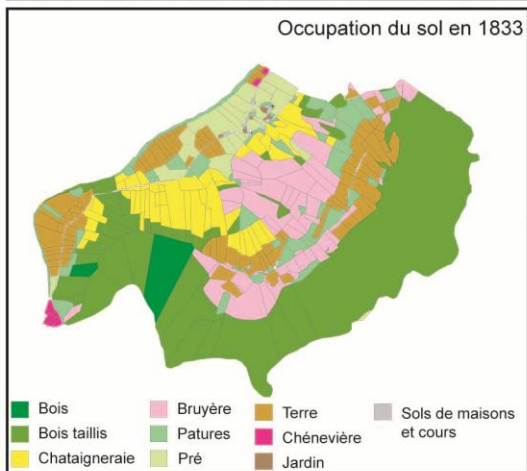 Occupation du sol en 1833
Bois
Bois taillis
Chataigneraie
Bruyère
Patures
Pré
Terre
Chénevière
Jardin
Sols de maisons
et cours